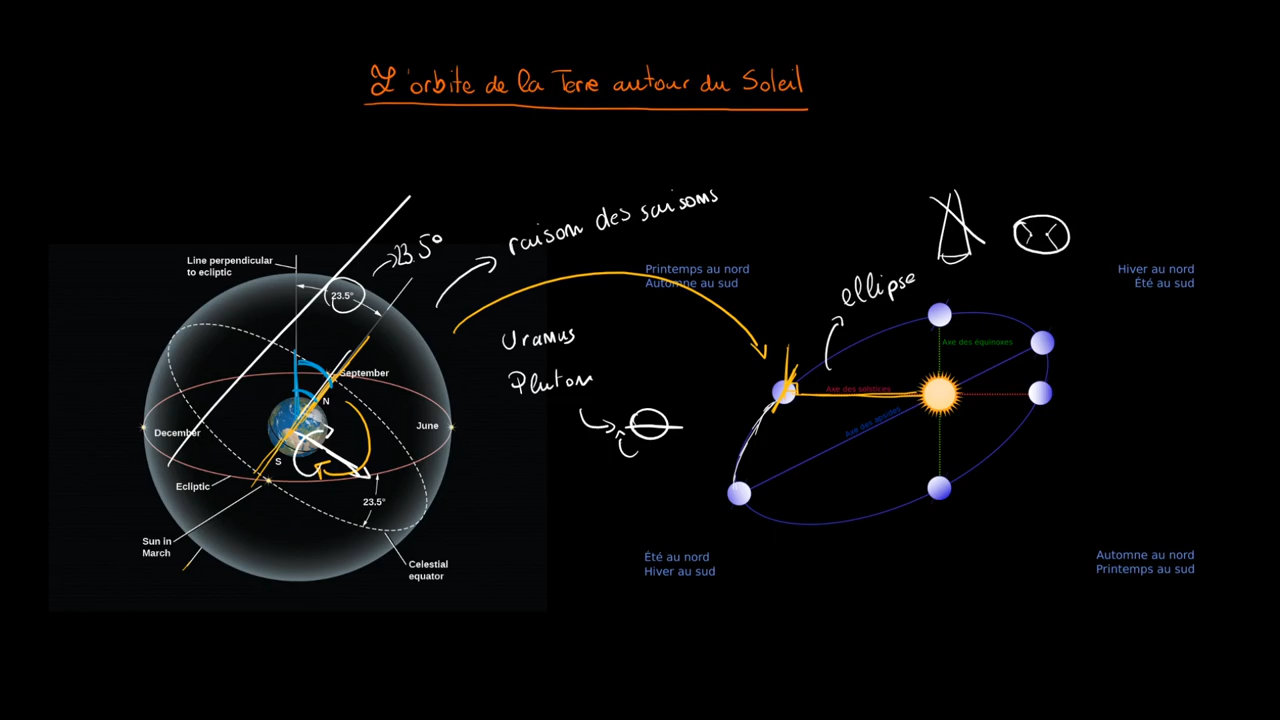 L'orbite de la Terre autour du Soleil
raison des saisons
23.5°
Line perpendicular
to ecliptic
23.5°
September
N
December
June
S
Ecliptic
23.5°
Sun in
March
Celestial
equator
Uranus
Pluton
ellipse
Printemps au nord
Automne au sud
Hiver au nord
Été au sud
Axe des équinoxes
Axe des solstices
Axe des apsides
Été au nord
Hiver au sud
Automne au nord
Printemps au sud